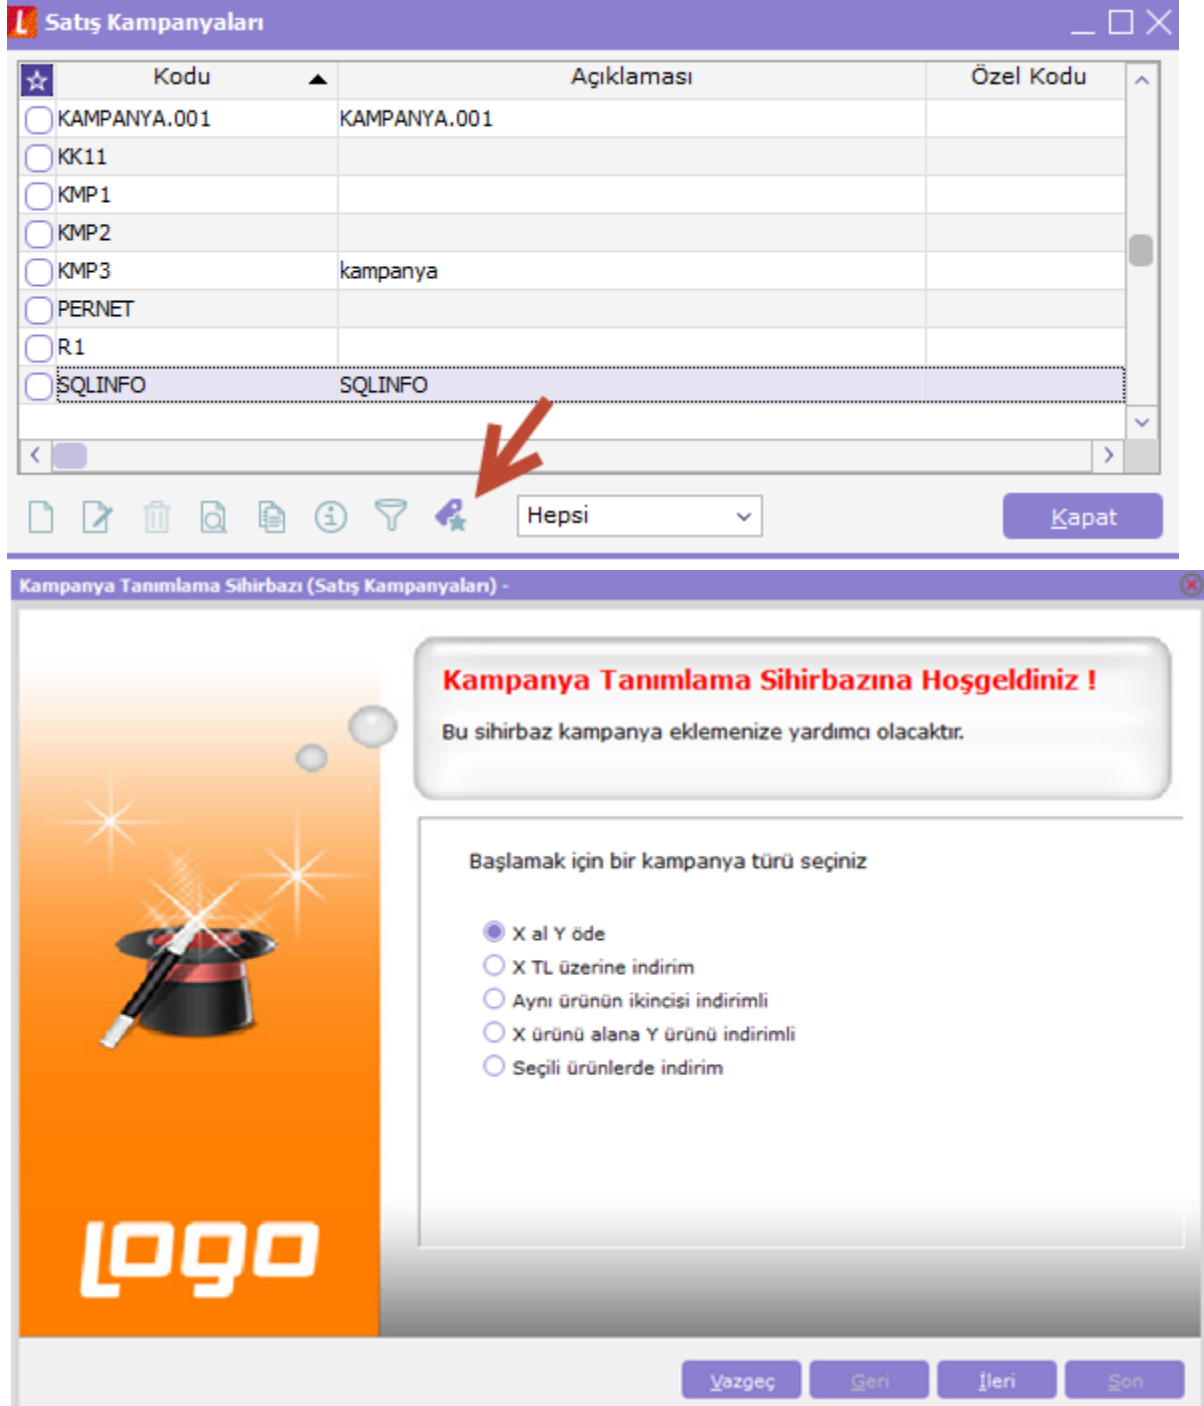 Satış Kampanyaları
Kodu Açıklaması Özel Kodu
KAMPANYA.001 KAMPANYA.001
KK11
KMP1
KMP2
KMP3 kampanya
PERNET
R1
SQLINFO SQLINFO
Hepsi Kapat
Kampanya Tanımlama Sihirbazı (Satış Kampanyaları) -
Kampanya Tanımlama Sihirbazına Hoşgeldiniz !
Bu sihirbaz kampanya eklemenize yardımcı olacaktır.
Başlamak için bir kampanya türü seçiniz
X al Y öde
X TL üzerine indirim
Aynı ürünün ikincisi indirimli
X ürünü alana Y ürünü indirimli
Seçili ürünlerde indirim
LOGO
Vazgeç Geri İleri Son